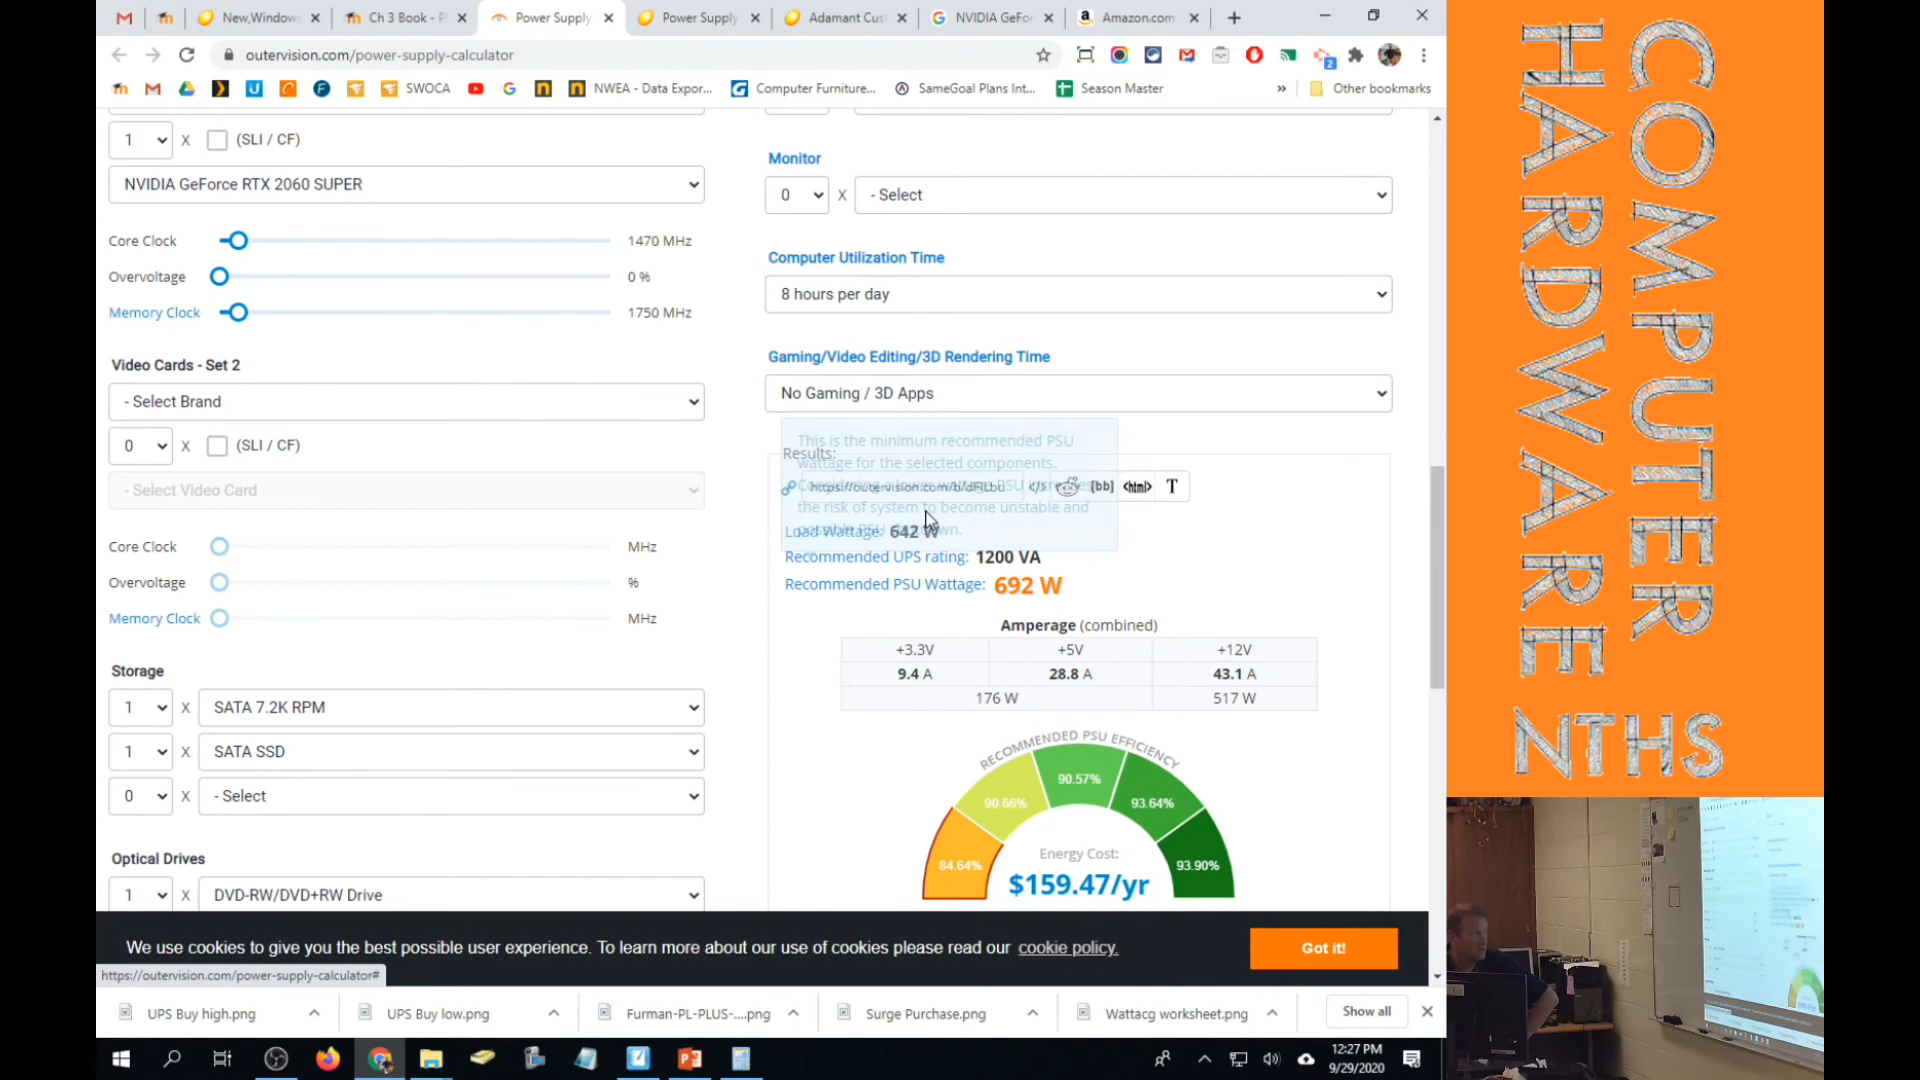 New,Windows
Ch 3 Book - P
Power Supply
Power Supply
Adamant Cus
NVIDIA GeFor
Amazon.com
outervision.com/power-supply-calculator
SWOCA
NWEA - Data Expor...
Computer Furniture...
SameGoal Plans Int...
Season Master
»
Other bookmarks
1 X (SLI / CF)
NVIDIA GeForce RTX 2060 SUPER
Core Clock 1470 MHz
Overvoltage 0 %
Memory Clock 1750 MHz
Video Cards - Set 2
- Select Brand
0 X (SLI / CF)
- Select Video Card
Core Clock MHz
Overvoltage %
Memory Clock MHz
Storage
1 X SATA 7.2K RPM
1 X SATA SSD
0 X - Select
Optical Drives
1 X DVD-RW/DVD+RW Drive
Monitor
0 X - Select
Computer Utilization Time
8 hours per day
Gaming/Video Editing/3D Rendering Time
No Gaming / 3D Apps
This is the minimum recommended PSU
Results:
wattage for the selected components.
</> [bb] <html> T
the risk of system to become unstable and
Load Wattage: 642 W
Recommended UPS rating: 1200 VA
Recommended PSU Wattage: 692 W
Amperage (combined)
+3.3V +5V +12V
9.4 A 28.8 A 43.1 A
176 W 517 W
RECOMMENDED PSU EFFICIENCY
84.64% 90.66% 90.57% 93.64% 93.90%
Energy Cost:
$159.47/yr
We use cookies to give you the best possible user experience. To learn more about our use of cookies please read our cookie policy.
Got it!
https://outervision.com/power-supply-calculator#
UPS Buy high.png
UPS Buy low.png
Furman-PL-PLUS-....png
Surge Purchase.png
Wattacg worksheet.png
Show all
12:27 PM
9/29/2020
COMPUTER
HARDWARE
NTHS